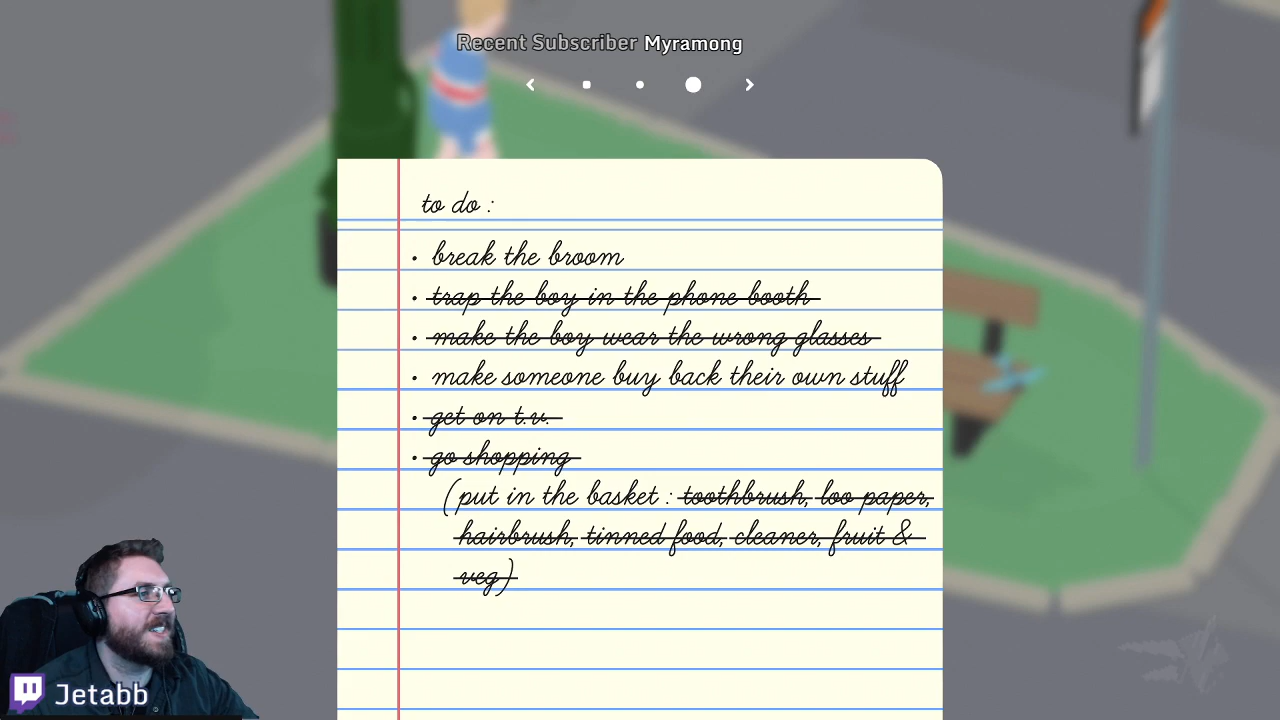 Recent Subscriber Myramong
to do :
• break the broom
• trap the boy in the phone booth
• make the boy wear the wrong glasses
• make someone buy back their own stuff
• get on t.v.
• go shopping
(put in the basket : toothbrush, loo paper,
hairbrush, tinned food, cleaner, fruit &
veg)
Jetabb